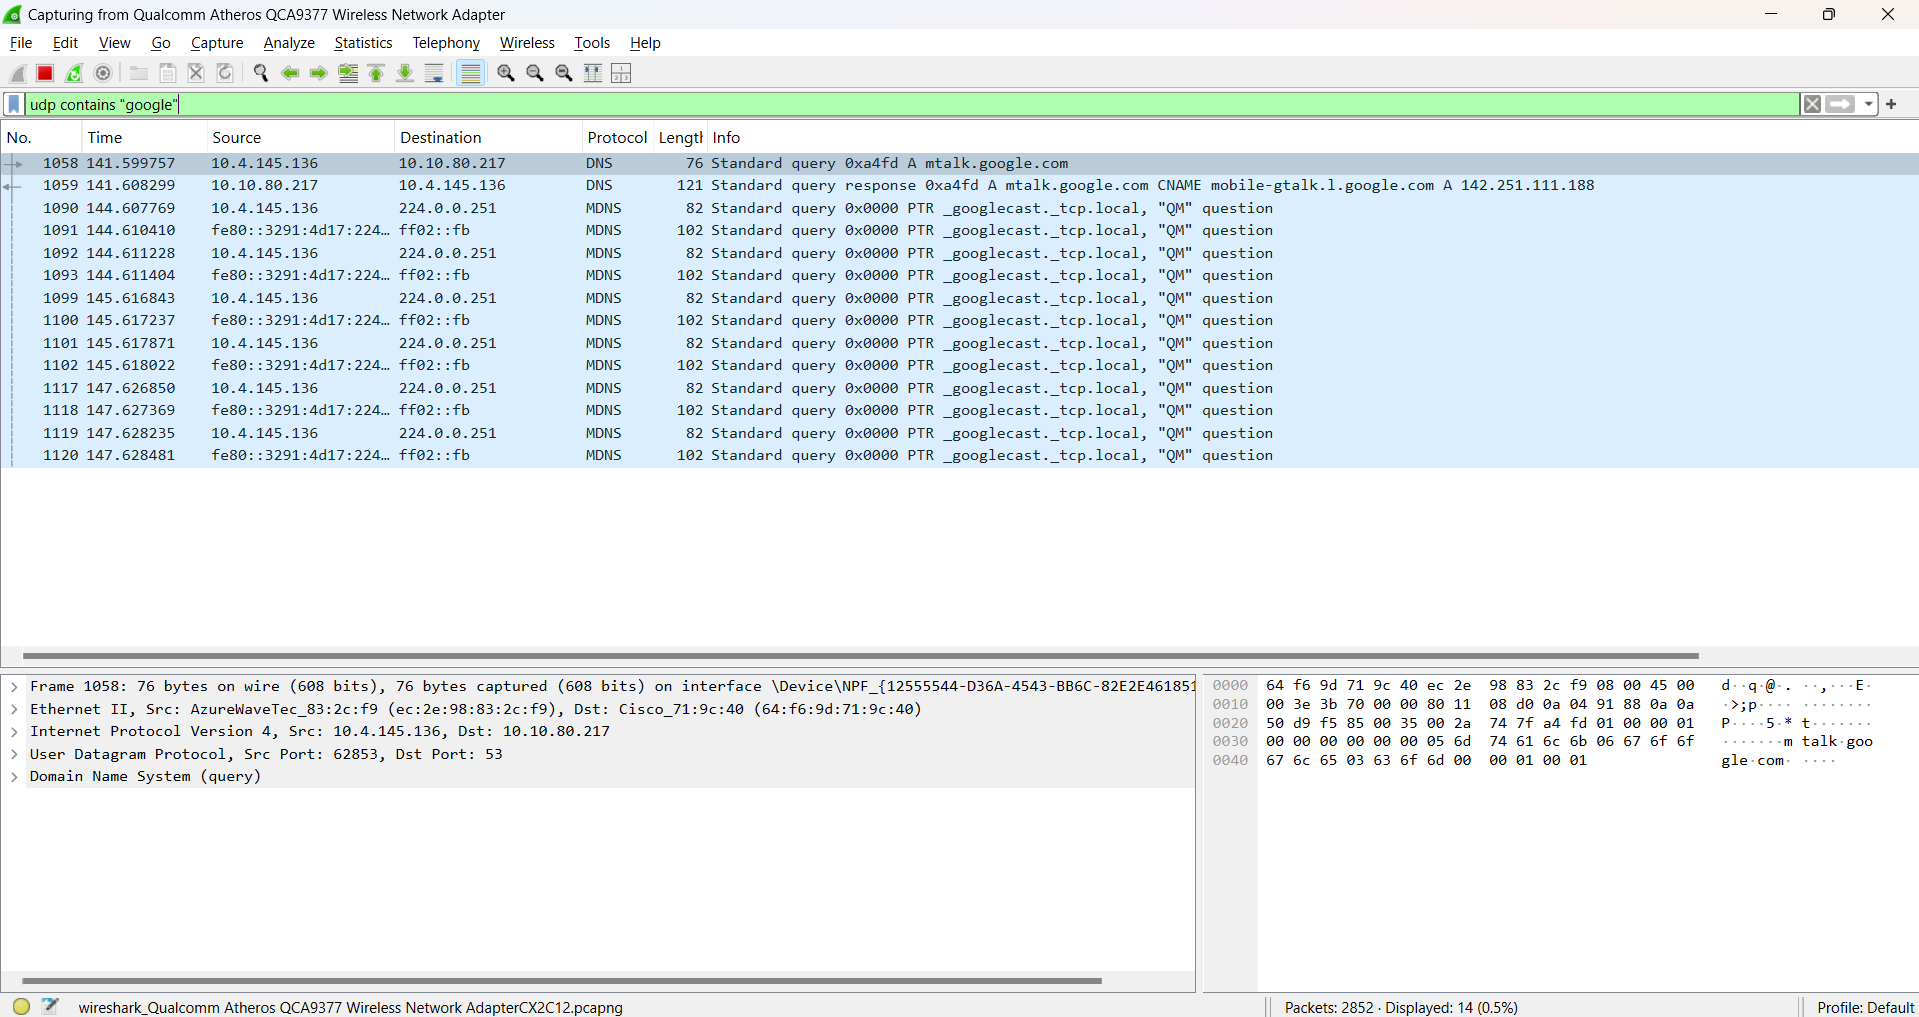 Capturing from Qualcomm Atheros QCA9377 Wireless Network Adapter
File Edit View Go Capture Analyze Statistics Telephony Wireless Tools Help
udp contains "google"
No. Time Source Destination Protocol Length Info
1058 141.599757 10.4.145.136 10.10.80.217 DNS 76 Standard query 0xa4fd A mtalk.google.com
1059 141.608299 10.10.80.217 10.4.145.136 DNS 121 Standard query response 0xa4fd A mtalk.google.com CNAME mobile-gtalk.l.google.com A 142.251.111.188
1090 144.607769 10.4.145.136 224.0.0.251 MDNS 82 Standard query 0x0000 PTR _googlecast._tcp.local, "QM" question
1091 144.610410 fe80::3291:4d17:224… ff02::fb MDNS 102 Standard query 0x0000 PTR _googlecast._tcp.local, "QM" question
1092 144.611228 10.4.145.136 224.0.0.251 MDNS 82 Standard query 0x0000 PTR _googlecast._tcp.local, "QM" question
1093 144.611404 fe80::3291:4d17:224… ff02::fb MDNS 102 Standard query 0x0000 PTR _googlecast._tcp.local, "QM" question
1099 145.616843 10.4.145.136 224.0.0.251 MDNS 82 Standard query 0x0000 PTR _googlecast._tcp.local, "QM" question
1100 145.617237 fe80::3291:4d17:224… ff02::fb MDNS 102 Standard query 0x0000 PTR _googlecast._tcp.local, "QM" question
1101 145.617871 10.4.145.136 224.0.0.251 MDNS 82 Standard query 0x0000 PTR _googlecast._tcp.local, "QM" question
1102 145.618022 fe80::3291:4d17:224… ff02::fb MDNS 102 Standard query 0x0000 PTR _googlecast._tcp.local, "QM" question
1117 147.626850 10.4.145.136 224.0.0.251 MDNS 82 Standard query 0x0000 PTR _googlecast._tcp.local, "QM" question
1118 147.627369 fe80::3291:4d17:224… ff02::fb MDNS 102 Standard query 0x0000 PTR _googlecast._tcp.local, "QM" question
1119 147.628235 10.4.145.136 224.0.0.251 MDNS 82 Standard query 0x0000 PTR _googlecast._tcp.local, "QM" question
1120 147.628481 fe80::3291:4d17:224… ff02::fb MDNS 102 Standard query 0x0000 PTR _googlecast._tcp.local, "QM" question
Frame 1058: 76 bytes on wire (608 bits), 76 bytes captured (608 bits) on interface \Device\NPF_{12555544-D36A-4543-BB6C-82E2E461851
Ethernet II, Src: AzureWaveTec_83:2c:f9 (ec:2e:98:83:2c:f9), Dst: Cisco_71:9c:40 (64:f6:9d:71:9c:40)
Internet Protocol Version 4, Src: 10.4.145.136, Dst: 10.10.80.217
User Datagram Protocol, Src Port: 62853, Dst Port: 53
Domain Name System (query)
0000 64 f6 9d 71 9c 40 ec 2e 98 83 2c f9 08 00 45 00 d··q·@·. ··,···E·
0010 00 3e 3b 70 00 00 80 11 08 d0 0a 04 91 88 0a 0a ·>;p···· ········
0020 50 d9 f5 85 00 35 00 2a 74 7f a4 fd 01 00 00 01 P····5·* t·······
0030 00 00 00 00 00 00 05 6d 74 61 6c 6b 06 67 6f 6f ·······m talk·goo
0040 67 6c 65 03 63 6f 6d 00 00 01 00 01 gle·com· ····
wireshark_Qualcomm Atheros QCA9377 Wireless Network AdapterCX2C12.pcapng
Packets: 2852 · Displayed: 14 (0.5%)
Profile: Default